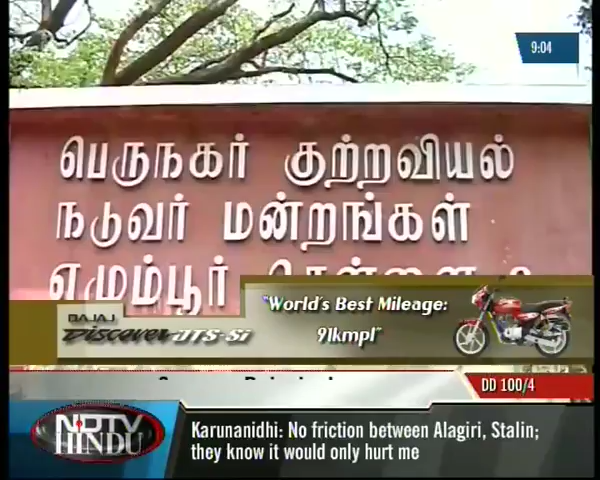 9:04
பெருநகர் குற்றவியல்
நடுவர் மன்றங்கள்
எழும்பூர் சென்னை
"World's Best Mileage:
91kmpl"
BAJAJ
Discover DTS-Si
DD 100/4
NDTV
HINDU
Karunanidhi: No friction between Alagiri, Stalin;
they know it would only hurt me